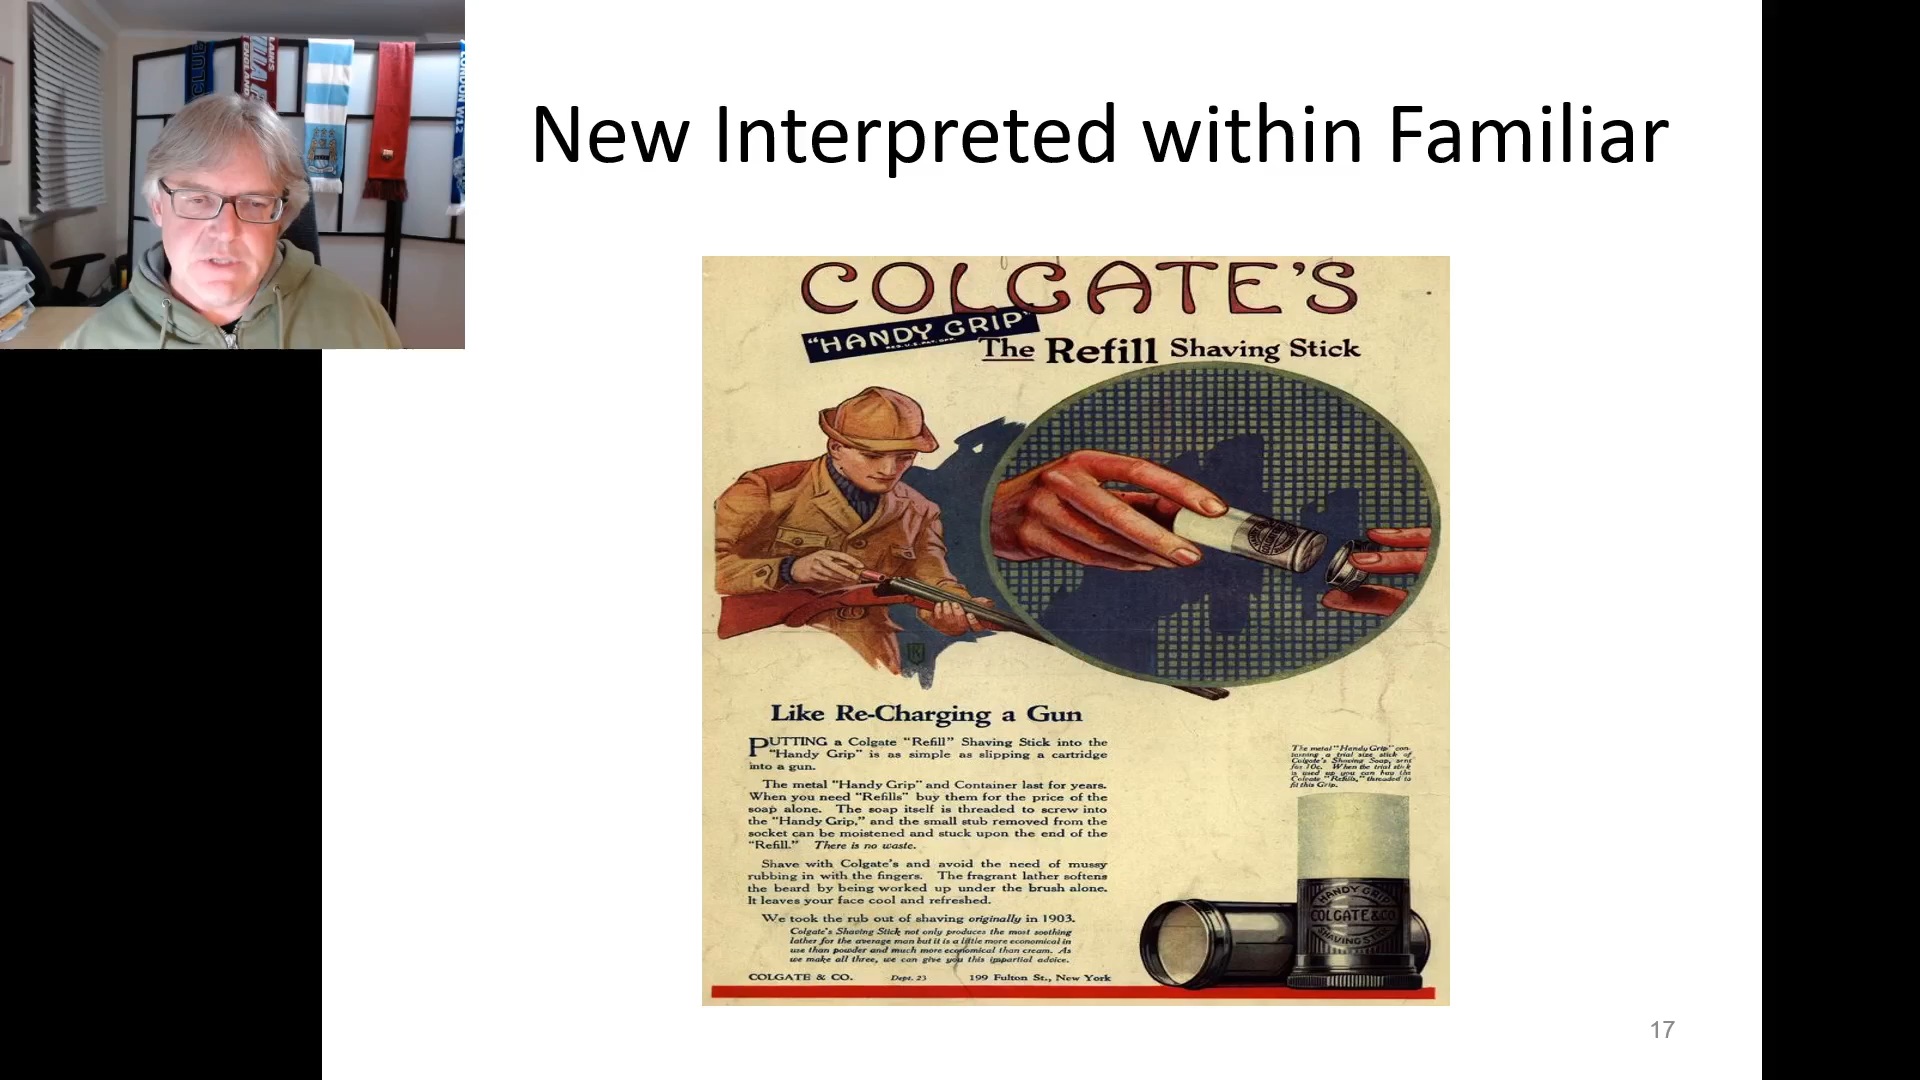 CLUB
LAINS
VILLA F
ENGLAND
LONDON W12
New Interpreted within Familiar
COLGATE'S
"HANDY GRIP"
REG. U.S. PAT. OFF.
The Refill Shaving Stick
Like Re-Charging a Gun
PUTTING a Colgate "Refill" Shaving Stick into the
"Handy Grip" is as simple as slipping a cartridge
into a gun.
The metal "Handy Grip" and Container last for years.
When you need "Refills" buy them for the price of the
soap alone. The soap itself is threaded to screw into
the "Handy Grip," and the small stub removed from the
socket can be moistened and stuck upon the end of the
"Refill." There is no waste.
Shave with Colgate's and avoid the need of mussy
rubbing in with the fingers. The fragrant lather softens
the beard by being worked up under the brush alone.
It leaves your face cool and refreshed.
We took the rub out of shaving originally in 1903.
Colgate's Shaving Stick not only produces the most soothing
lather for the average man but it is a little more economical in
use than powder and much more economical than cream. As
we make all three, we can give you this impartial advice.
COLGATE & CO. Dept. 23 199 Fulton St., New York
The metal "Handy Grip" con-
taining a trial size stick of
Colgate's Shaving Soap, sent
for 10c. When the trial stick
is used up you can buy the
Colgate "Refills," threaded to
fit this Grip.
HANDY GRIP
COLGATE & CO.
SHAVING STICK
17